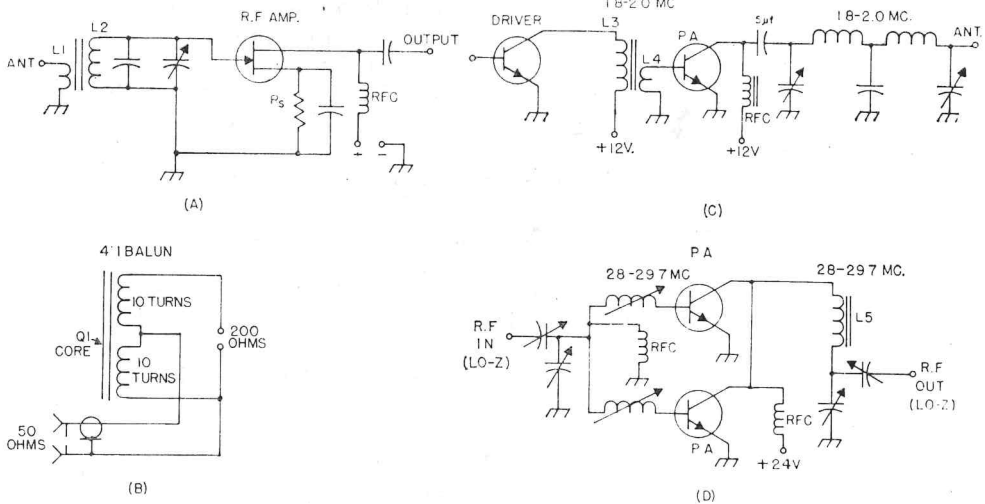 R.F AMP.
L1
L2
ANT
OUTPUT
Rs
RFC
+ −
(A)
1.8-2.0 MC
DRIVER
L3
L4
PA
5µf
1.8-2.0 MC.
ANT.
RFC
+12V.
+12V
(C)
4:1 BALUN
10 TURNS
Q1
CORE
10
TURNS
200
OHMS
50
OHMS
(B)
PA
28-29.7 MC.
28-29.7 MC.
R.F
IN
(LO-Z)
RFC
L5
R.F
OUT
(LO-Z)
RFC
PA
+24V
(D)